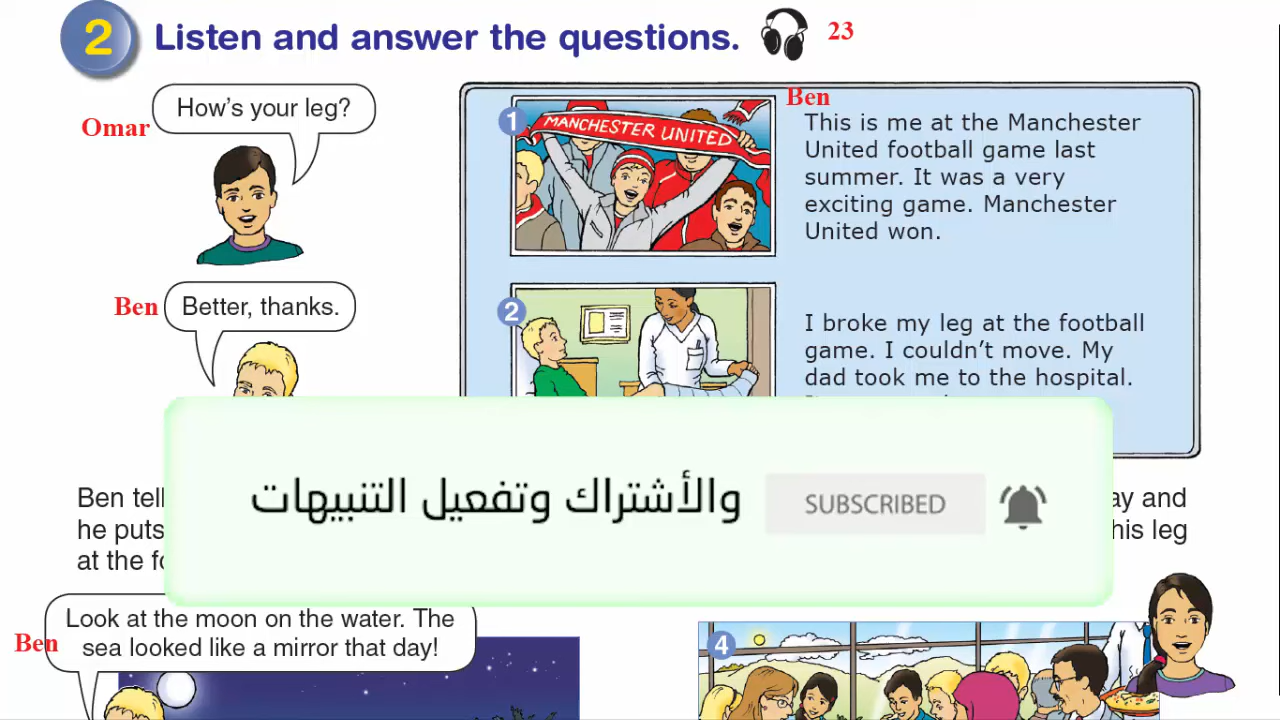 2 Listen and answer the questions. 23
How's your leg?
Omar
Better, thanks.
Ben
1
MANCHESTER UNITED
Ben
This is me at the Manchester
United football game last
summer. It was a very
exciting game. Manchester
United won.
2
I broke my leg at the football
game. I couldn't move. My
dad took me to the hospital.
والأشتراك وتفعيل التنبيهات
SUBSCRIBED
Ben
and
he puts his leg
at the
Look at the moon on the water. The
sea looked like a mirror that day!
Ben
4